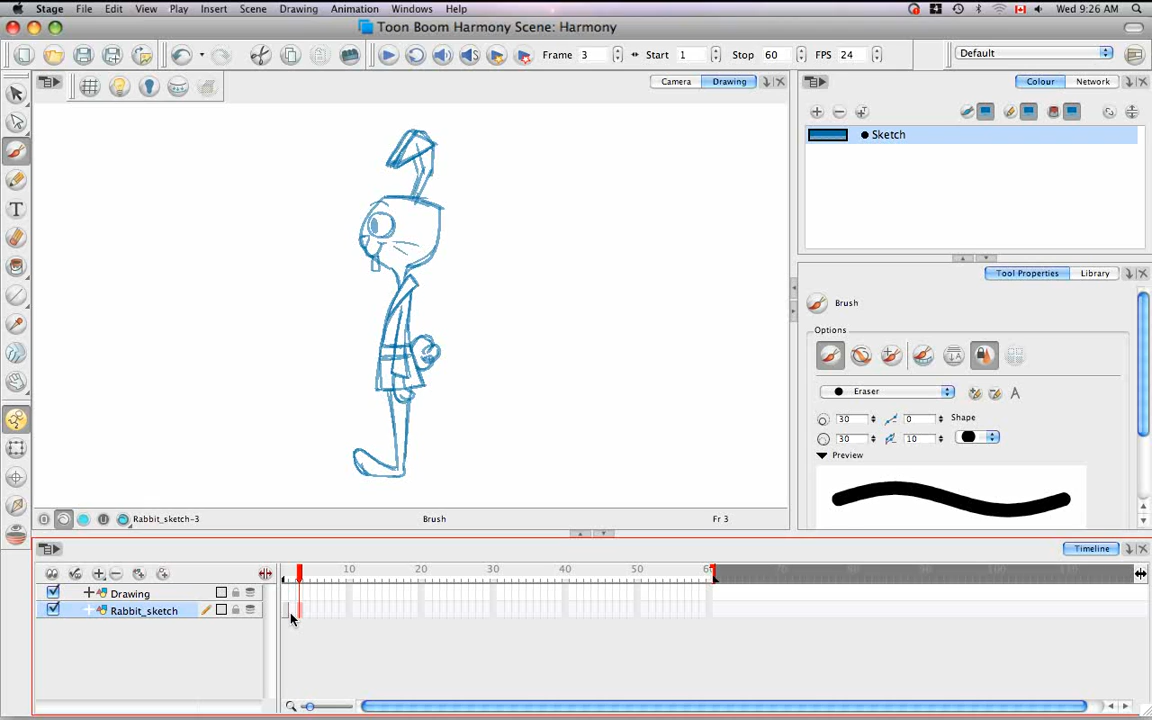 Stage File Edit View Play Insert Scene Drawing Animation Windows Help Wed 9:26 AM
Toon Boom Harmony Scene: Harmony
Frame 3 Start 1 Stop 60 FPS 24 Default
Camera Drawing Colour Network
Sketch
Tool Properties Library
Brush
Options
Eraser A
30 0 Shape
30 10
Preview
Rabbit_sketch-3 Brush Fr 3
Timeline
10 20 30 40 50
Drawing
Rabbit_sketch